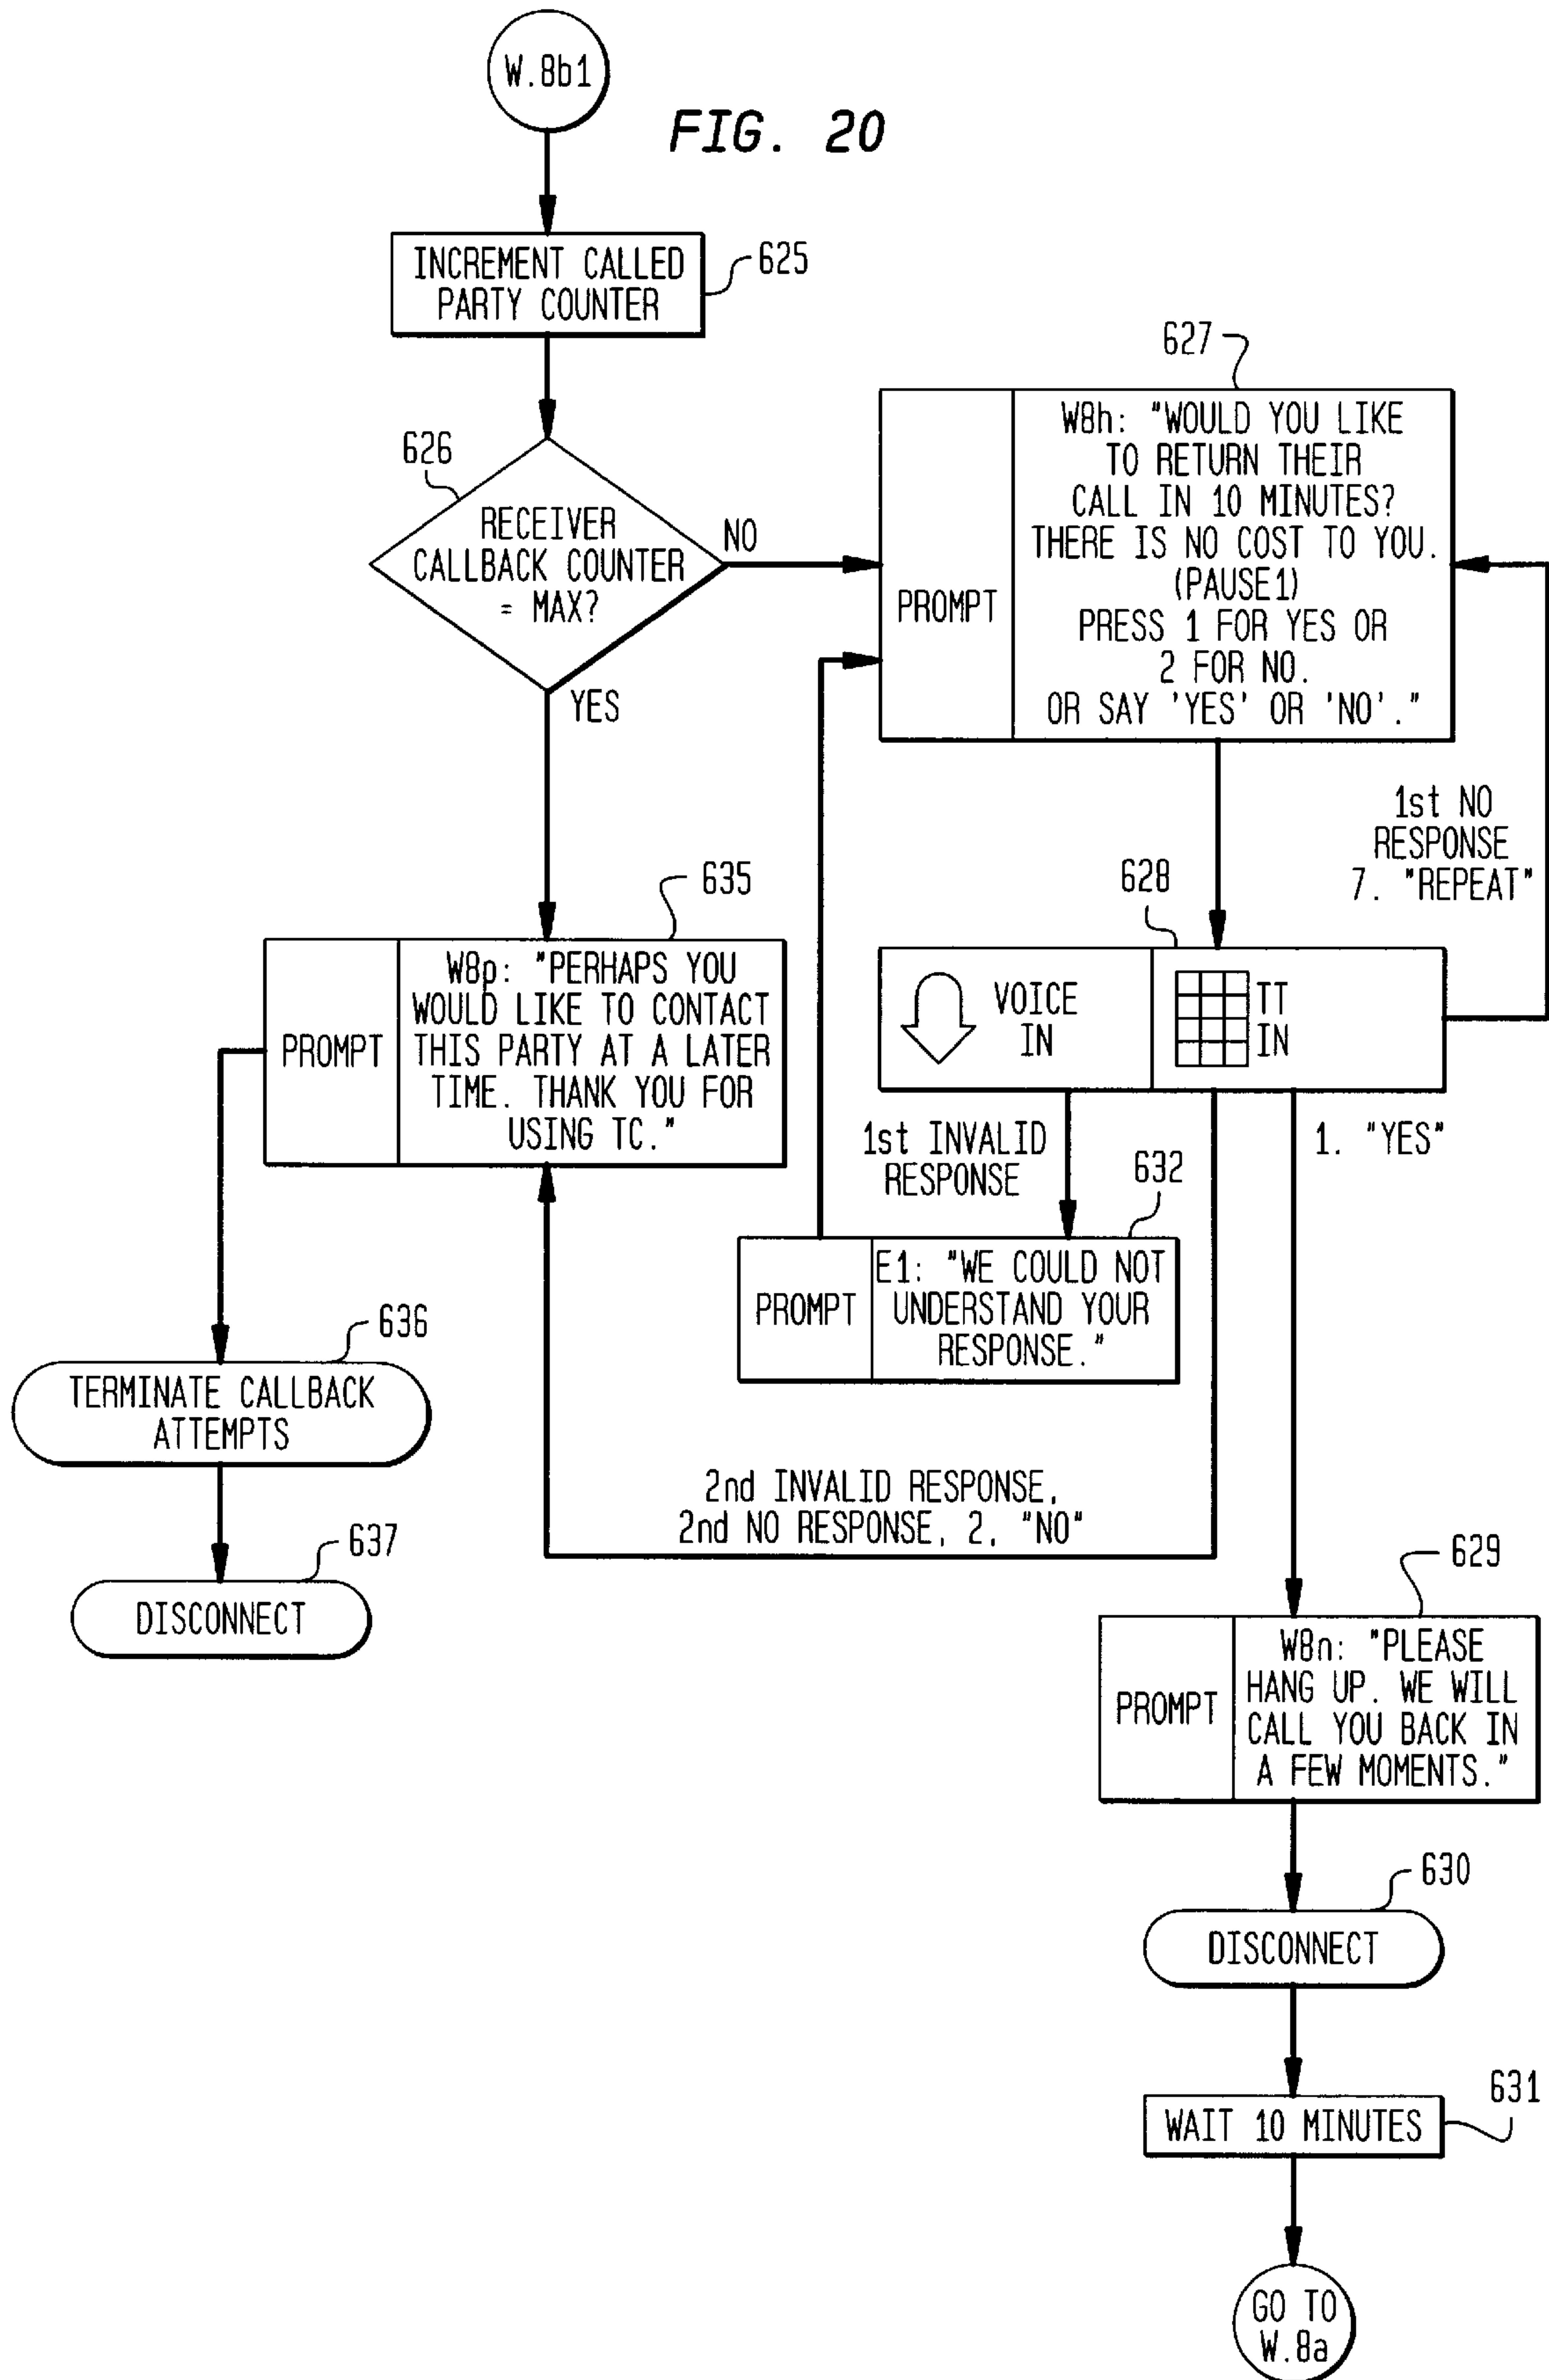 W.8b1
FIG. 20
INCREMENT CALLED
PARTY COUNTER
625
626
RECEIVER
CALLBACK COUNTER
= MAX?
NO
YES
627
PROMPT
W8h: "WOULD YOU LIKE
TO RETURN THEIR
CALL IN 10 MINUTES?
THERE IS NO COST TO YOU.
(PAUSE1)
PRESS 1 FOR YES OR
2 FOR NO.
OR SAY 'YES' OR 'NO'."
1st NO
RESPONSE
7. "REPEAT"
628
VOICE
IN
TT
IN
635
PROMPT
W8p: "PERHAPS YOU
WOULD LIKE TO CONTACT
THIS PARTY AT A LATER
TIME. THANK YOU FOR
USING TC."
1st INVALID
RESPONSE
1. "YES"
632
PROMPT
E1: "WE COULD NOT
UNDERSTAND YOUR
RESPONSE."
636
TERMINATE CALLBACK
ATTEMPTS
2nd INVALID RESPONSE,
2nd NO RESPONSE, 2, "NO"
637
DISCONNECT
629
PROMPT
W8n: "PLEASE
HANG UP. WE WILL
CALL YOU BACK IN
A FEW MOMENTS."
630
DISCONNECT
631
WAIT 10 MINUTES
GO TO
W.8a